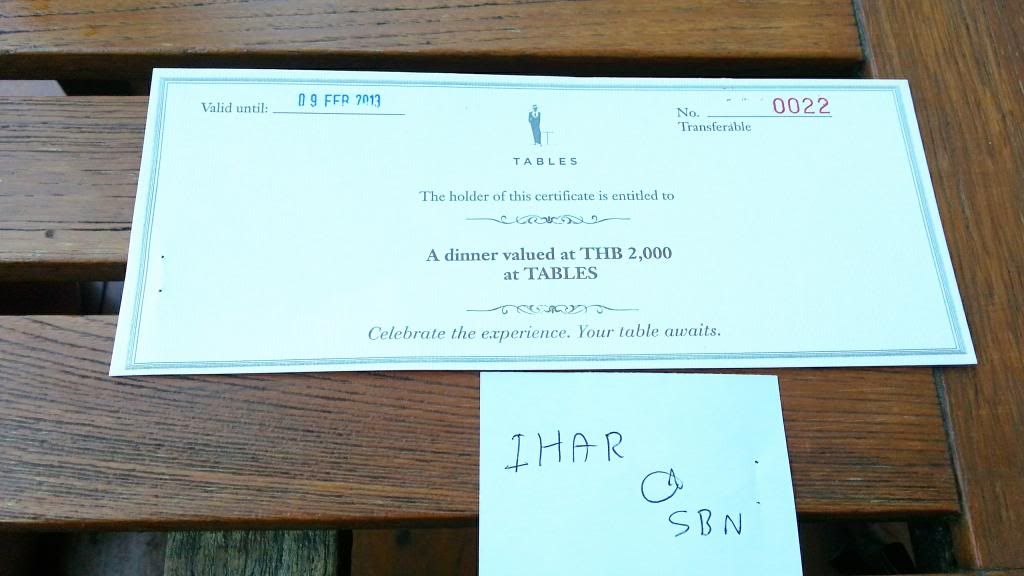 Valid until: 09 FEB 2013
No. 0022
Transferable
TABLES
The holder of this certificate is entitled to
A dinner valued at THB 2,000
at TABLES
Celebrate the experience. Your table awaits.
IHAR
@
SBN